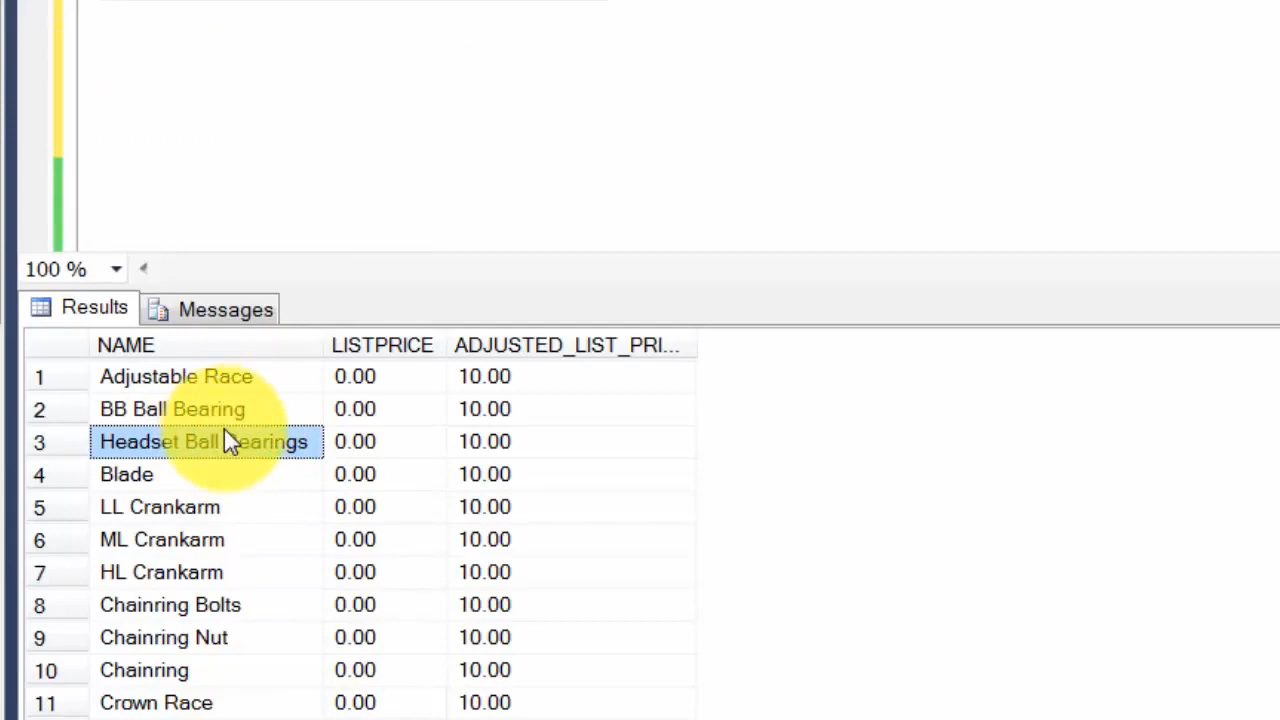 100 %
Results Messages
NAME LISTPRICE ADJUSTED_LIST_PRI...
1 Adjustable Race 0.00 10.00
2 BB Ball Bearing 0.00 10.00
3 Headset Ball Bearings 0.00 10.00
4 Blade 0.00 10.00
5 LL Crankarm 0.00 10.00
6 ML Crankarm 0.00 10.00
7 HL Crankarm 0.00 10.00
8 Chainring Bolts 0.00 10.00
9 Chainring Nut 0.00 10.00
10 Chainring 0.00 10.00
11 Crown Race 0.00 10.00